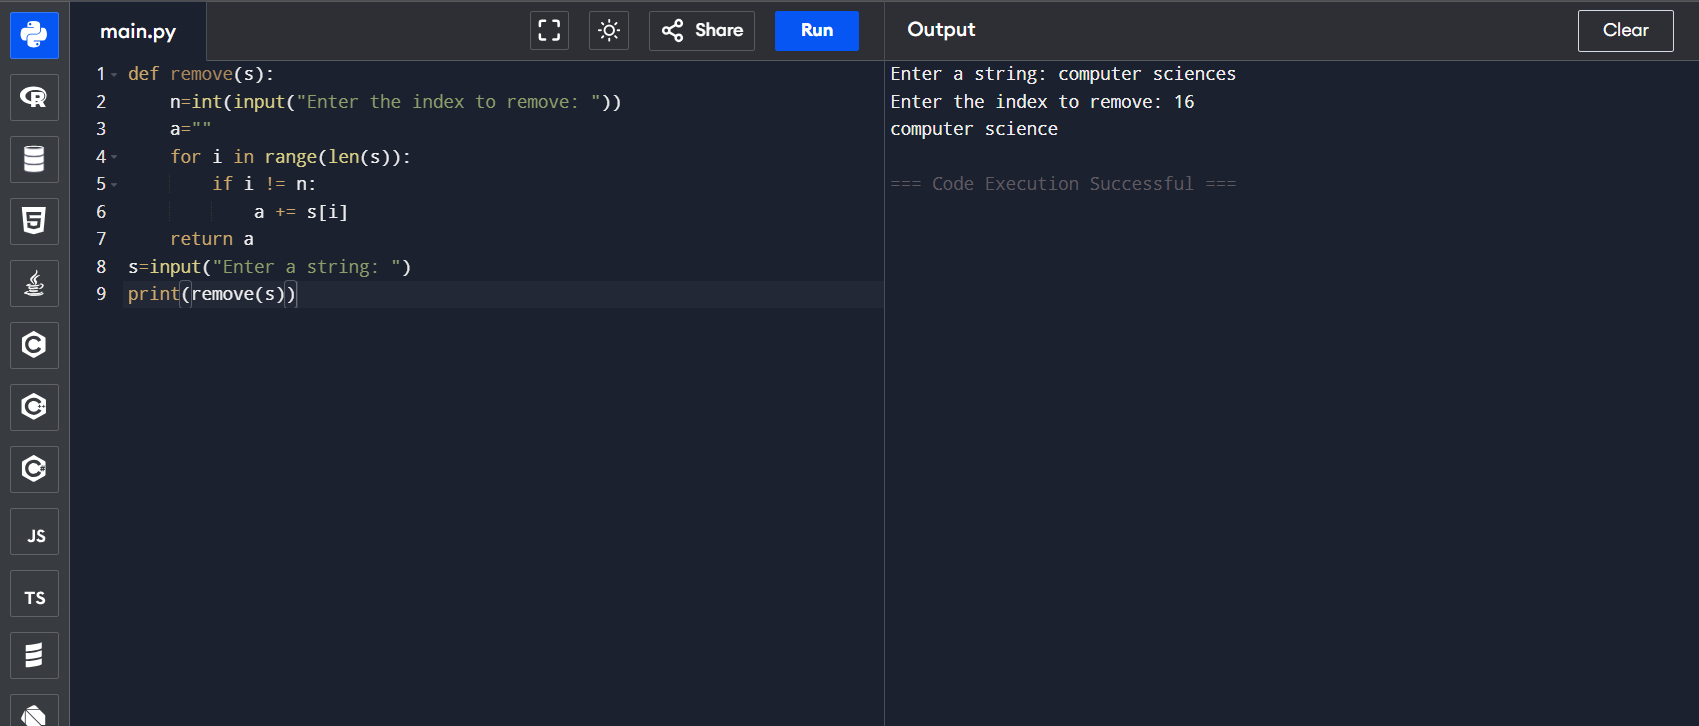 main.py
Share
Run
Output
Clear
1 def remove(s):
2     n=int(input("Enter the index to remove: "))
3     a=""
4     for i in range(len(s)):
5         if i != n:
6             a += s[i]
7     return a
8 s=input("Enter a string: ")
9 print(remove(s))
Enter a string: computer sciences
Enter the index to remove: 16
computer science
=== Code Execution Successful ===
R
5
C
C++
C#
JS
TS